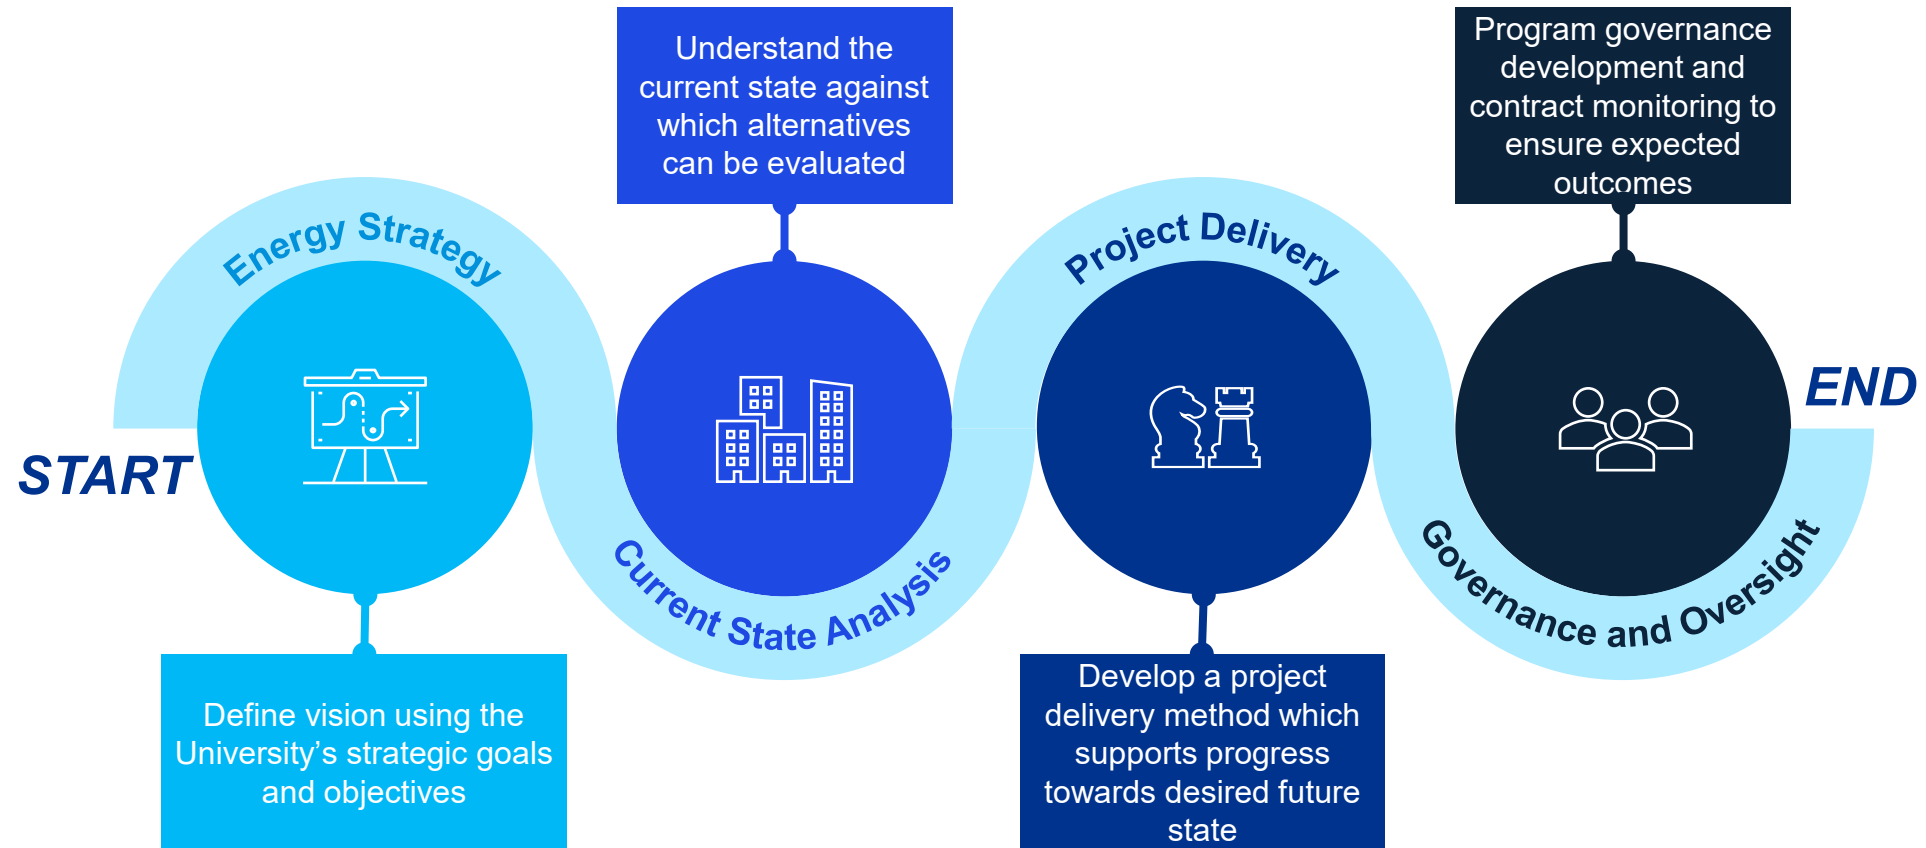 START
Energy Strategy
Define vision using the
University’s strategic goals
and objectives
Understand the
current state against
which alternatives
can be evaluated
Current State Analysis
Project Delivery
Develop a project
delivery method which
supports progress
towards desired future
state
Program governance
development and
contract monitoring to
ensure expected
outcomes
Governance and Oversight
END